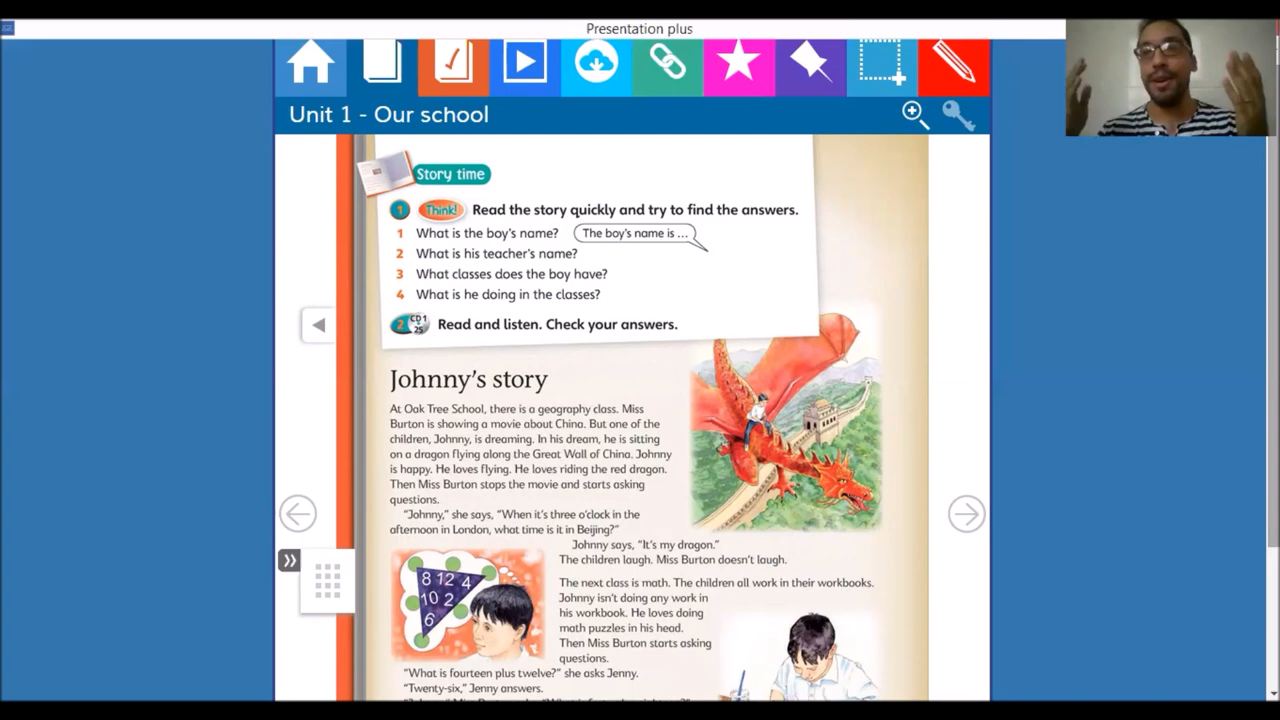 Presentation plus
Unit 1 - Our school
Story time
1 Think! Read the story quickly and try to find the answers.
1 What is the boy's name? The boy's name is ...
2 What is his teacher's name?
3 What classes does the boy have?
4 What is he doing in the classes?
2 CD1 25 Read and listen. Check your answers.
Johnny's story
At Oak Tree School, there is a geography class. Miss
Burton is showing a movie about China. But one of the
children, Johnny, is dreaming. In his dream, he is sitting
on a dragon flying along the Great Wall of China. Johnny
is happy. He loves flying. He loves riding the red dragon.
Then Miss Burton stops the movie and starts asking
questions.
"Johnny," she says, "When it's three o'clock in the
afternoon in London, what time is it in Beijing?"
Johnny says, "It's my dragon."
The children laugh. Miss Burton doesn't laugh.
8 12 4
10 2
6
The next class is math. The children all work in their workbooks.
Johnny isn't doing any work in
his workbook. He loves doing
math puzzles in his head.
Then Miss Burton starts asking
questions.
"What is fourteen plus twelve?" she asks Jenny.
"Twenty-six," Jenny answers.